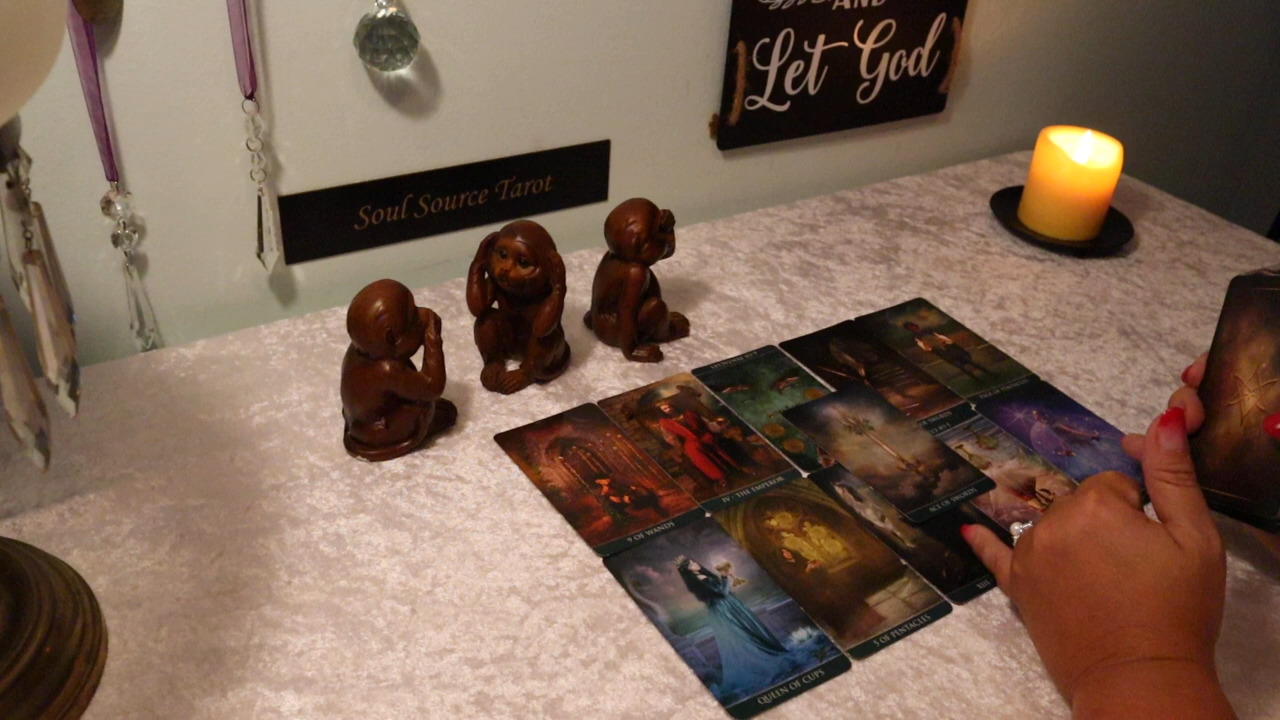 AND
Let God
Soul Source Tarot
9 OF WANDS
IV · THE EMPEROR
ACE OF SWORDS
QUEEN OF CUPS
5 OF PENTACLES
XIII